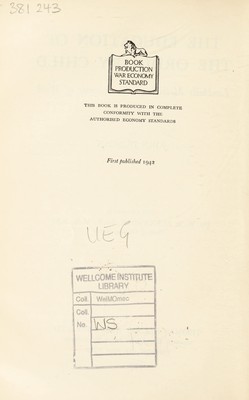 381 243
BOOK
PRODUCTION
WAR ECONOMY
STANDARD
THIS BOOK IS PRODUCED IN COMPLETE
CONFORMITY WITH THE
AUTHORISED ECONOMY STANDARDS
First published 1942
UEG
WELLCOME INSTITUTE
LIBRARY
Coll. WelMOmec
Coll.
No. WS